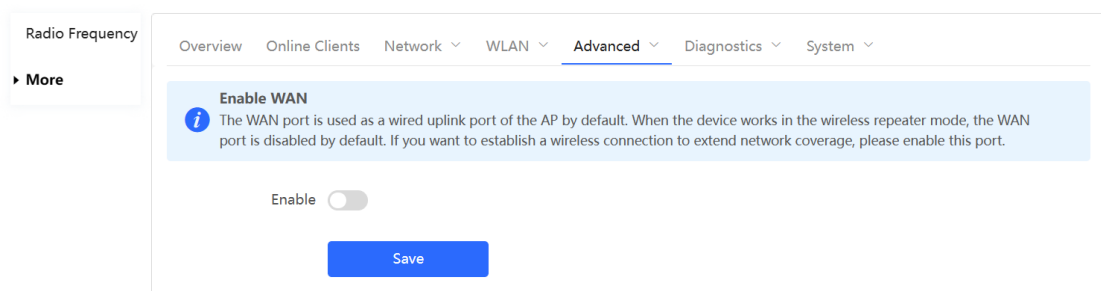 Radio Frequency
More
Overview Online Clients Network WLAN Advanced Diagnostics System
Enable WAN
The WAN port is used as a wired uplink port of the AP by default. When the device works in the wireless repeater mode, the WAN
port is disabled by default. If you want to establish a wireless connection to extend network coverage, please enable this port.
Enable
Save